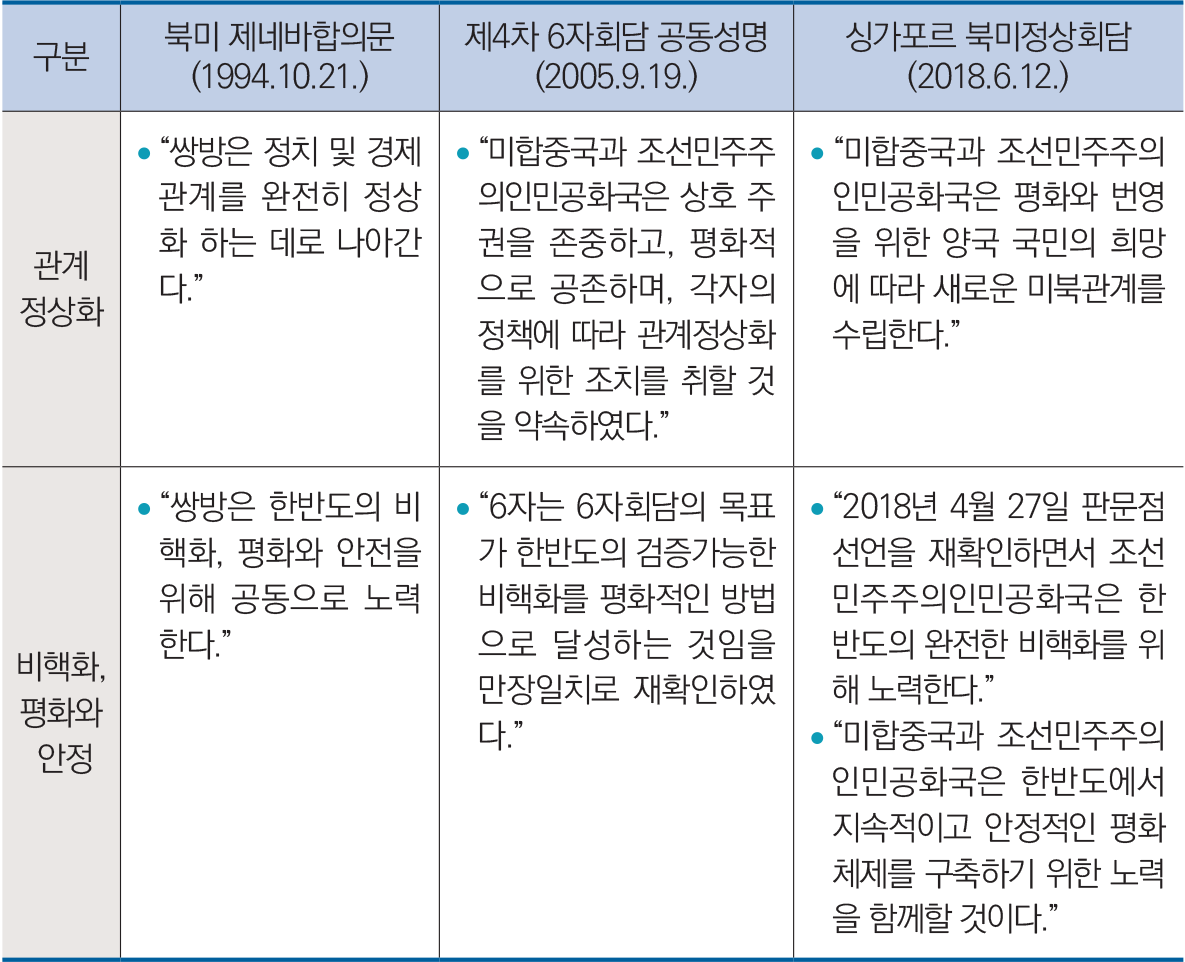 구분
북미 제네바합의문
(1994.10.21.)
제4차 6자회담 공동성명
(2005.9.19.)
싱가포르 북미정상회담
(2018.6.12.)
관계
정상화
• “쌍방은 정치 및 경제
관계를 완전히 정상
화 하는 데로 나아간
다.”
• “미합중국과 조선민주주
의인민공화국은 상호 주
권을 존중하고, 평화적
으로 공존하며, 각자의
정책에 따라 관계정상화
를 위한 조치를 취할 것
을 약속하였다.”
• “미합중국과 조선민주주의
인민공화국은 평화와 번영
을 위한 양국 국민의 희망
에 따라 새로운 미북관계를
수립한다.”
비핵화,
평화와
안정
• “쌍방은 한반도의 비
핵화, 평화와 안전을
위해 공동으로 노력
한다.”
• “6자는 6자회담의 목표
가 한반도의 검증가능한
비핵화를 평화적인 방법
으로 달성하는 것임을
만장일치로 재확인하였
다.”
• “2018년 4월 27일 판문점
선언을 재확인하면서 조선
민주주의인민공화국은 한
반도의 완전한 비핵화를 위
해 노력한다.”
• “미합중국과 조선민주주의
인민공화국은 한반도에서
지속적이고 안정적인 평화
체제를 구축하기 위한 노력
을 함께할 것이다.”